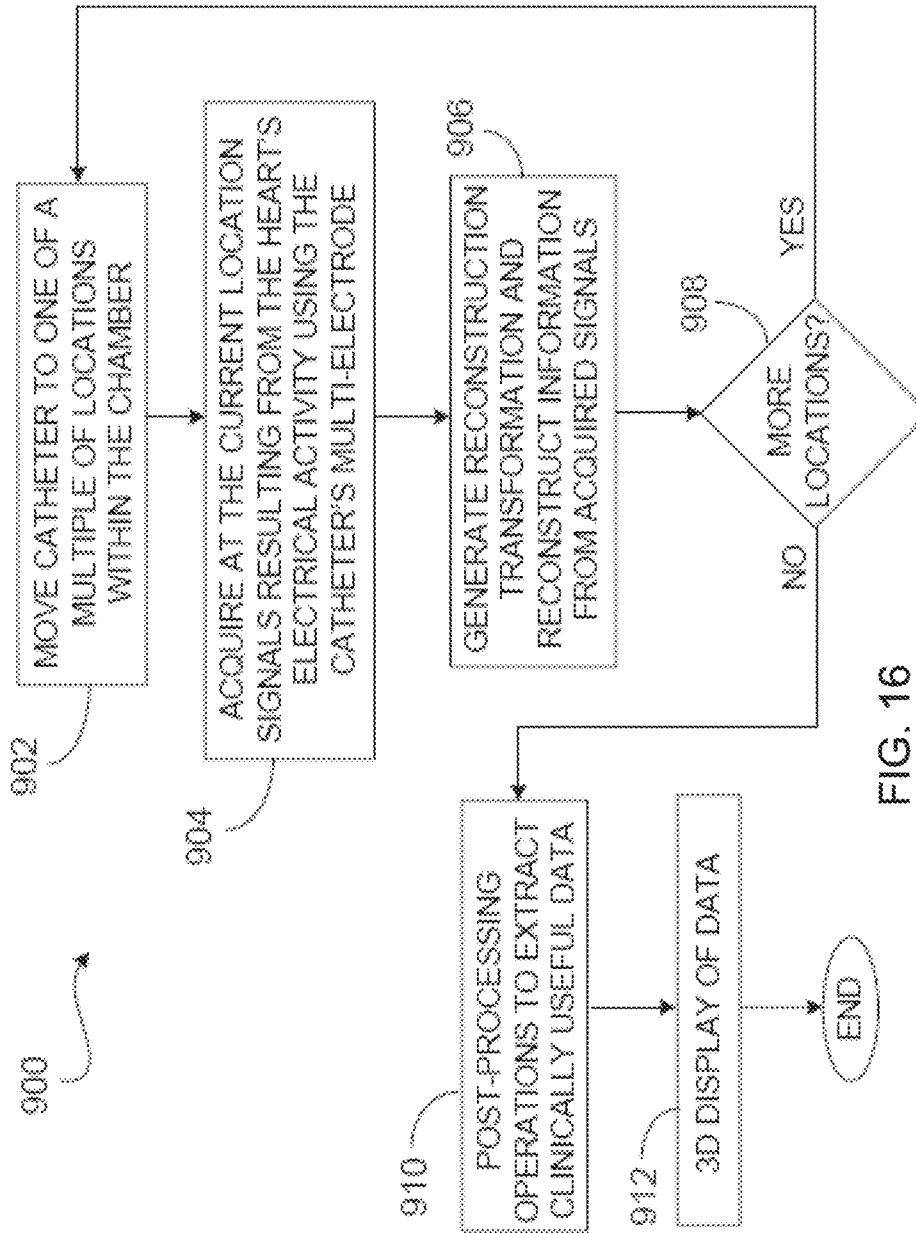 900
902
MOVE CATHETER TO ONE OF A
MULTIPLE OF LOCATIONS
WITHIN THE CHAMBER
904
ACQUIRE AT THE CURRENT LOCATION
SIGNALS RESULTING FROM THE HEART'S
ELECTRICAL ACTIVITY USING THE
CATHETER'S MULTI-ELECTRODE
906
GENERATE RECONSTRUCTION
TRANSFORMATION AND
RECONSTRUCT INFORMATION
FROM ACQUIRED SIGNALS
908
MORE
LOCATIONS?
YES
NO
910
POST-PROCESSING
OPERATIONS TO EXTRACT
CLINICALLY USEFUL DATA
912
3D DISPLAY OF DATA
END
FIG. 16